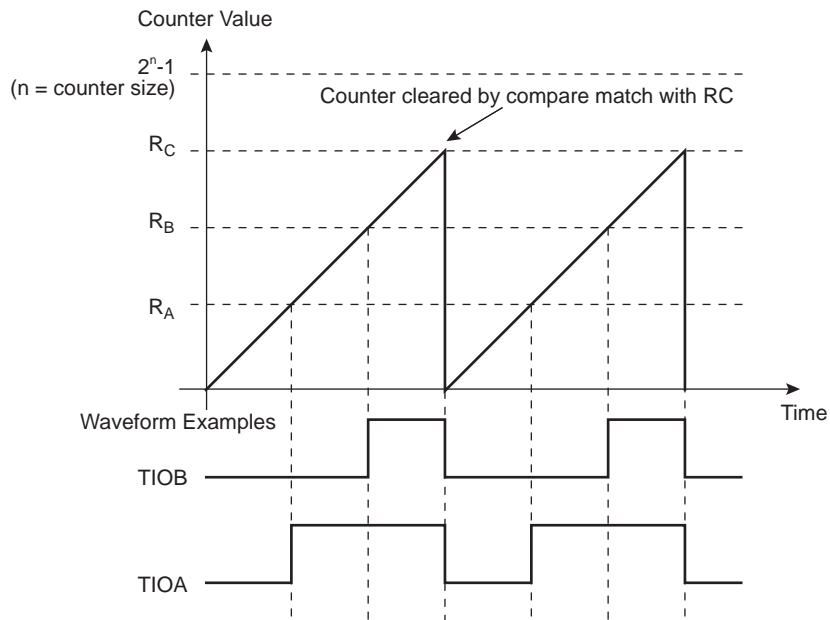 Counter Value
2ⁿ-1
(n = counter size)
Counter cleared by compare match with RC
R_C
R_B
R_A
Time
Waveform Examples
TIOB
TIOA